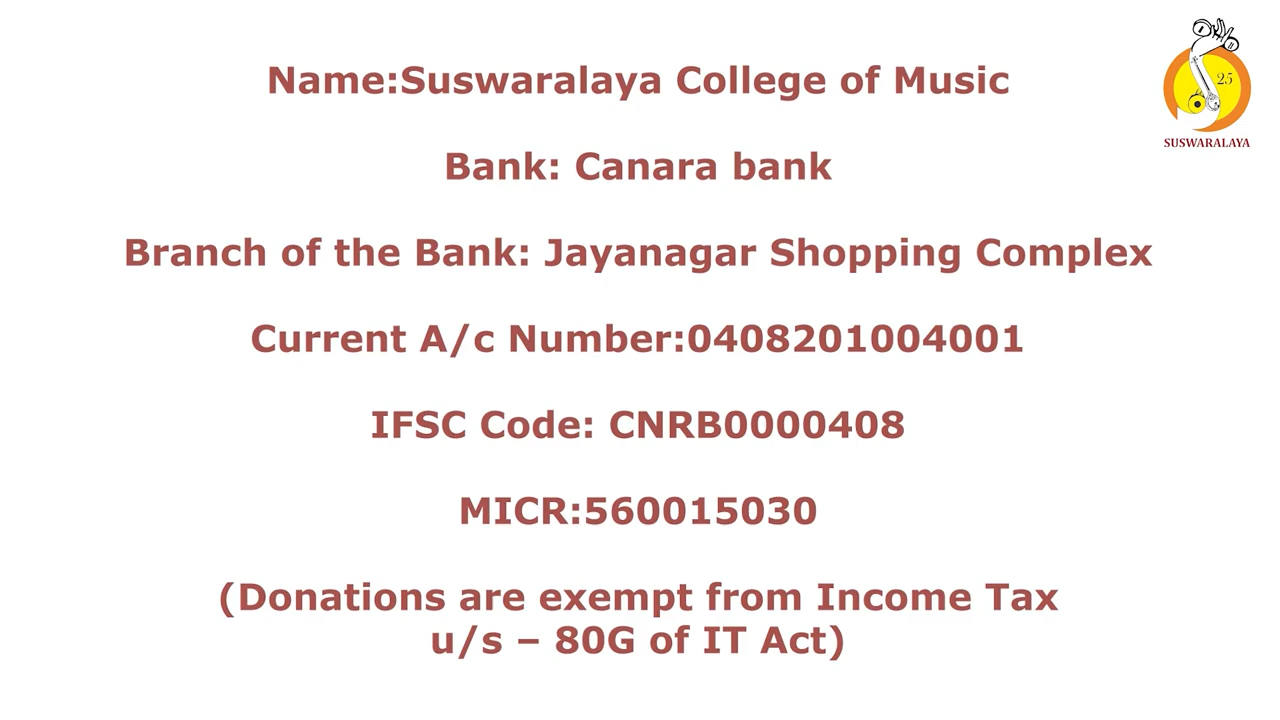 Name:Suswaralaya College of Music
25
SUSWARALAYA
Bank: Canara bank
Branch of the Bank: Jayanagar Shopping Complex
Current A/c Number:0408201004001
IFSC Code: CNRB0000408
MICR:560015030
(Donations are exempt from Income Tax
u/s – 80G of IT Act)